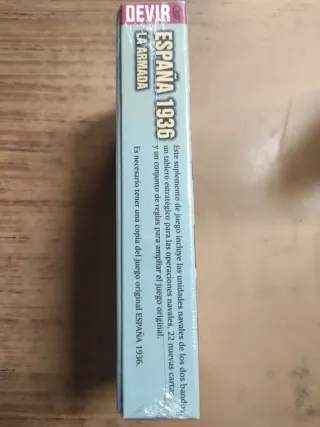 DEVIR
ESPAÑA 1936
LA ARMADA
Este suplemento de juego incluye las unidades navales de los dos bandos
un tablero estratégico para las operaciones navales, 22 nuevas cartas
y un conjunto de reglas para ampliar el juego original.
Es necesario tener una copia del juego original ESPAÑA 1936.